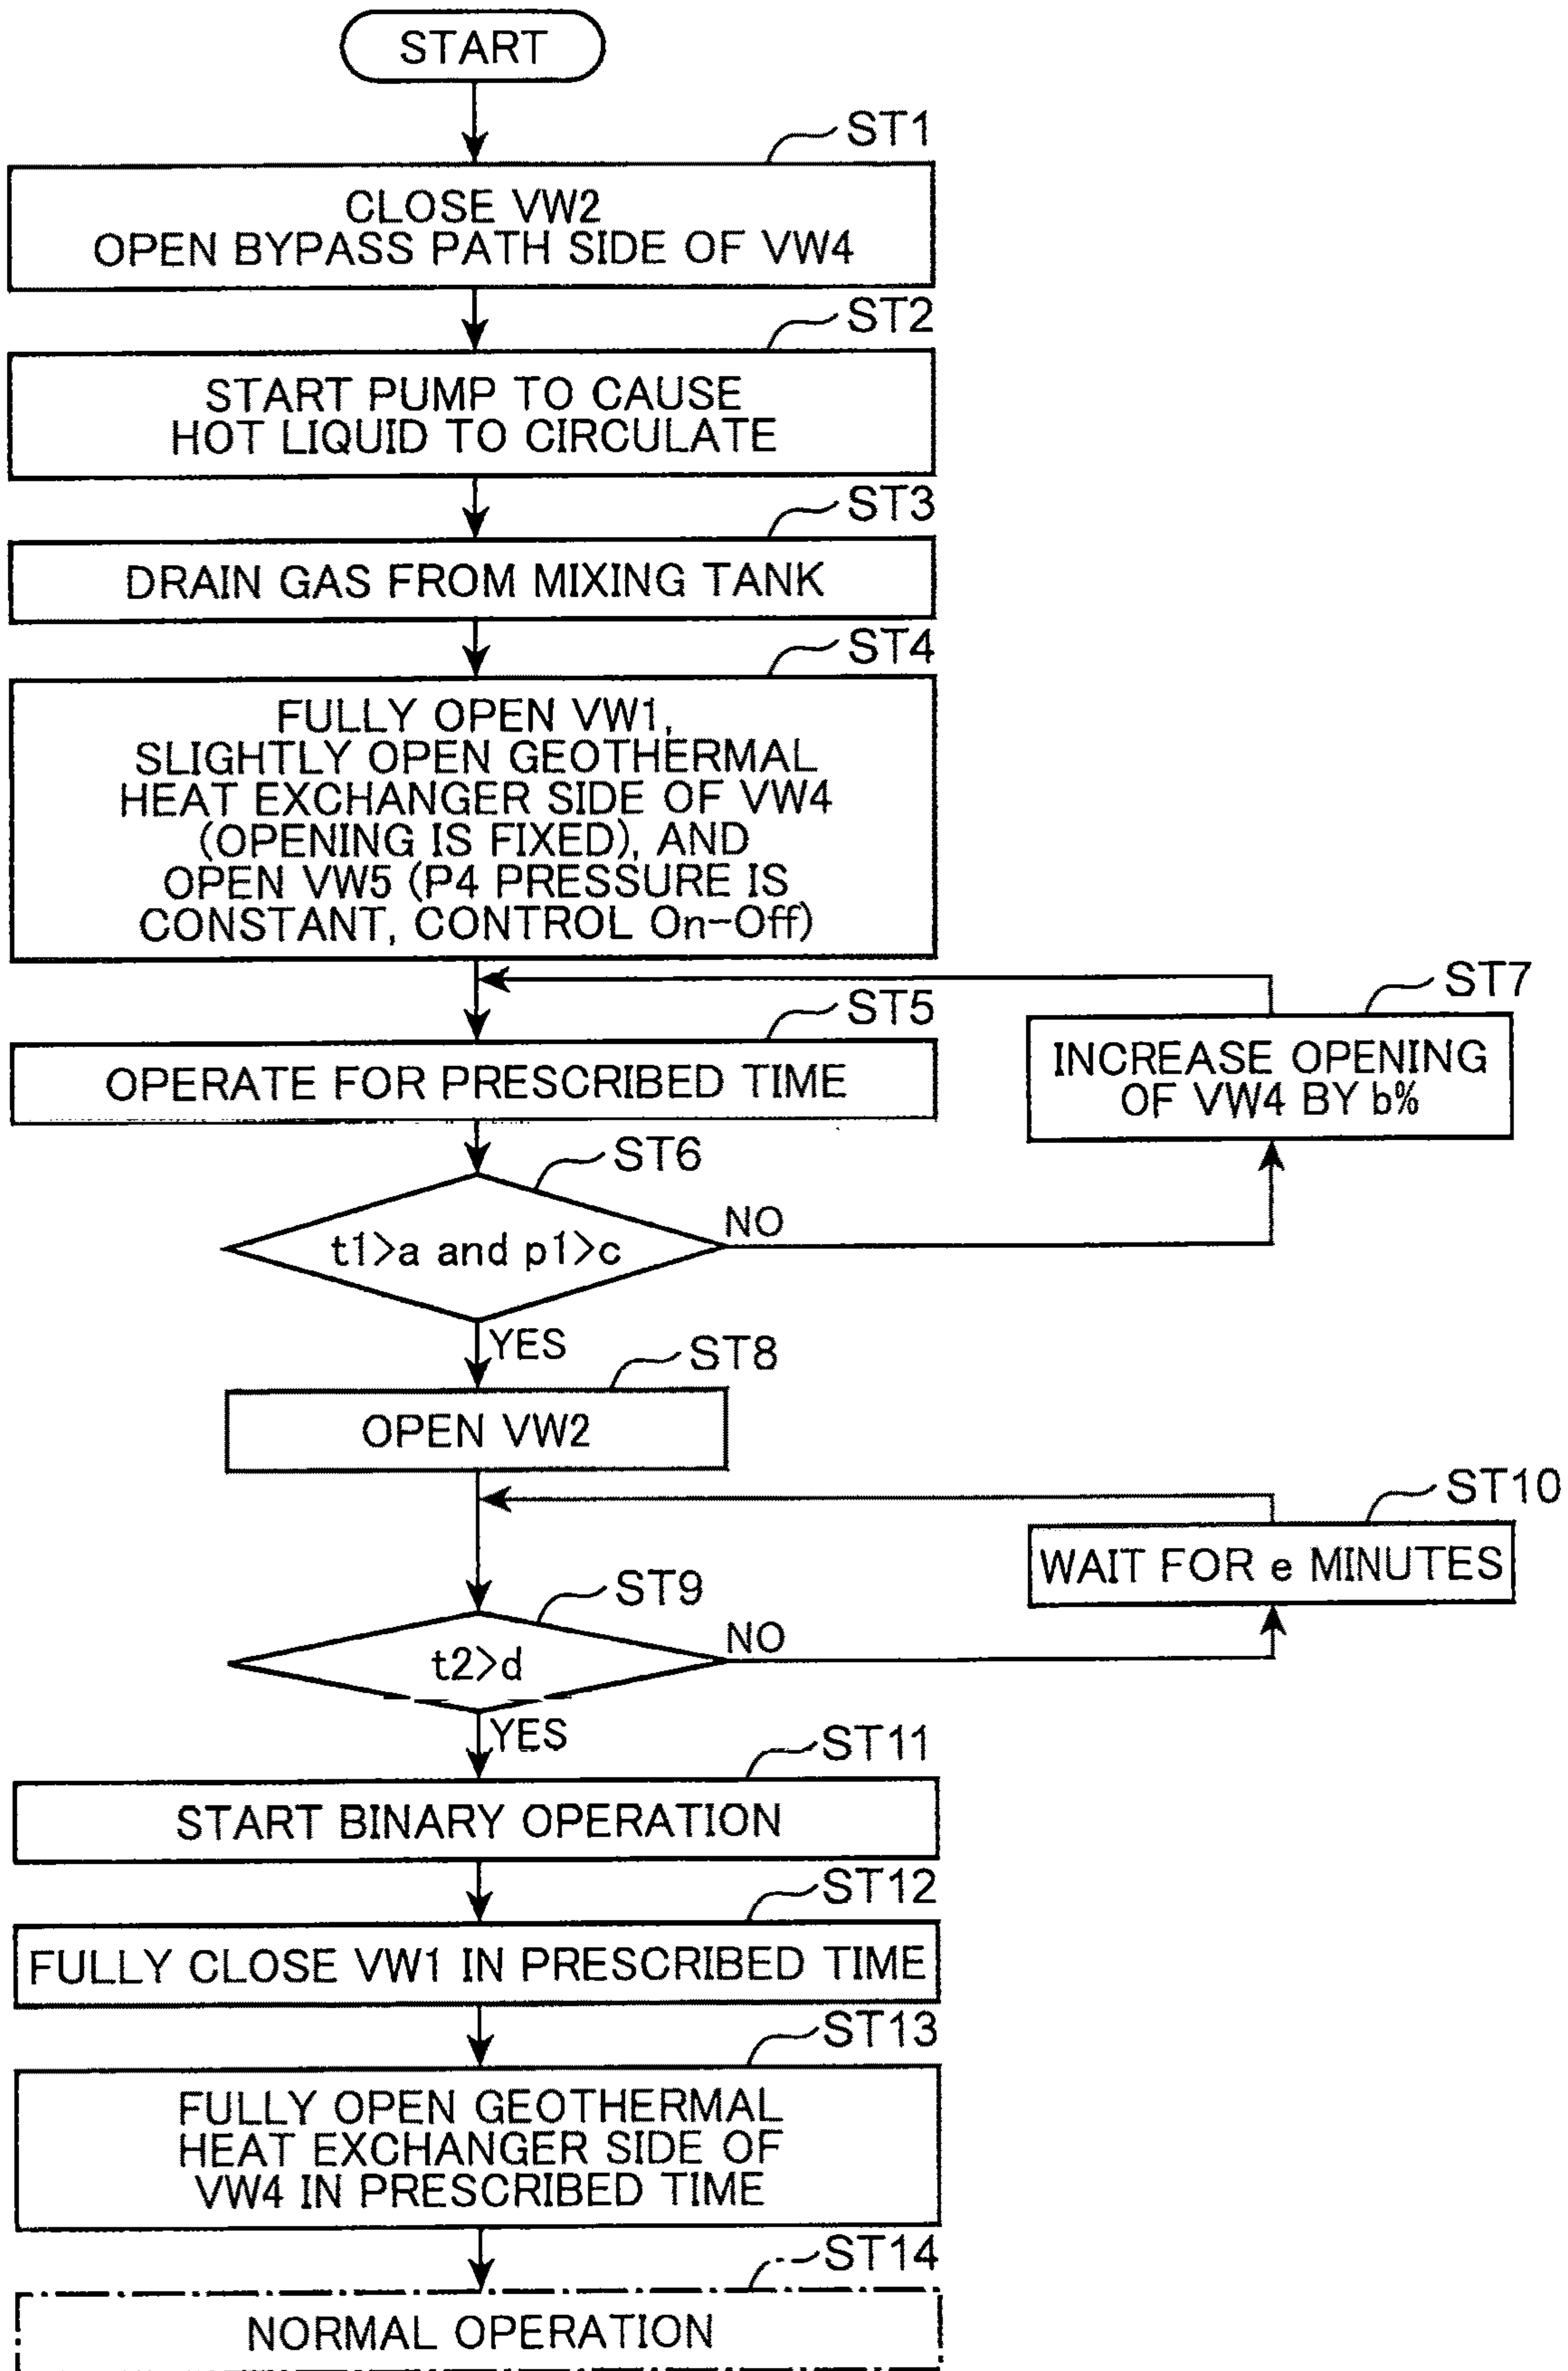 START
ST1
CLOSE VW2
OPEN BYPASS PATH SIDE OF VW4
ST2
START PUMP TO CAUSE
HOT LIQUID TO CIRCULATE
ST3
DRAIN GAS FROM MIXING TANK
ST4
FULLY OPEN VW1,
SLIGHTLY OPEN GEOTHERMAL
HEAT EXCHANGER SIDE OF VW4
(OPENING IS FIXED), AND
OPEN VW5 (P4 PRESSURE IS
CONSTANT, CONTROL On-Off)
ST5
OPERATE FOR PRESCRIBED TIME
ST7
INCREASE OPENING
OF VW4 BY b%
ST6
t1>a and p1>c
NO
YES
ST8
OPEN VW2
ST10
WAIT FOR e MINUTES
ST9
t2>d
NO
YES
ST11
START BINARY OPERATION
ST12
FULLY CLOSE VW1 IN PRESCRIBED TIME
ST13
FULLY OPEN GEOTHERMAL
HEAT EXCHANGER SIDE OF
VW4 IN PRESCRIBED TIME
ST14
NORMAL OPERATION